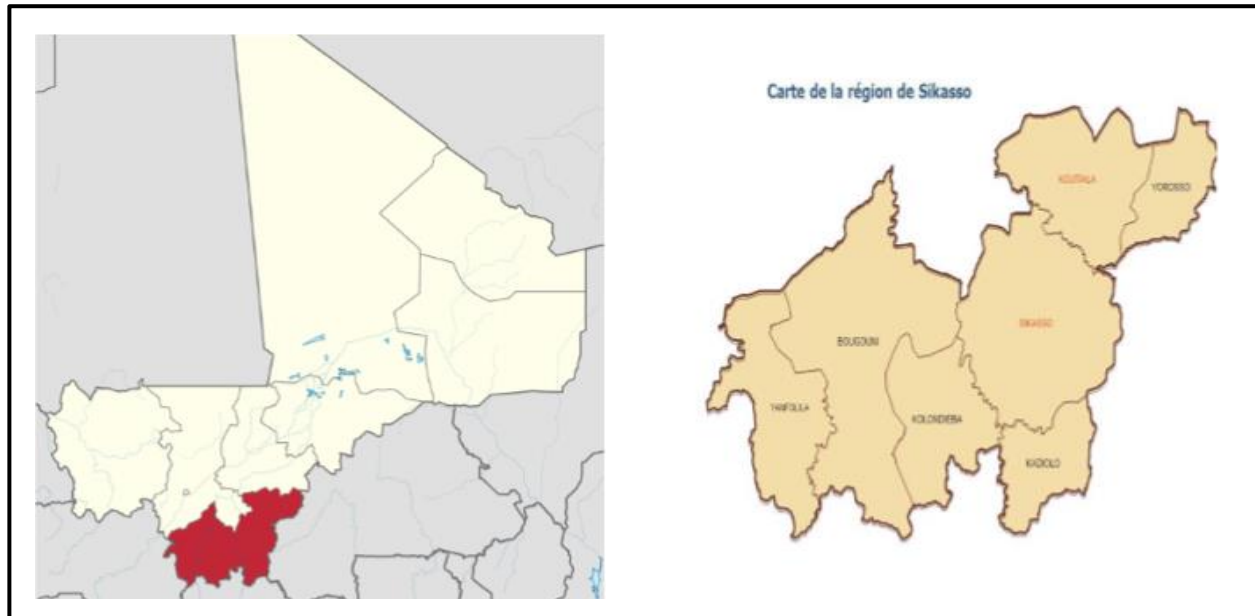 Carte de la région de Sikasso
KOUTIALA
YOROSSO
SIKASSO
BOUGOUNI
YANFOLILA
KOLONDIEBA
KADIOLO